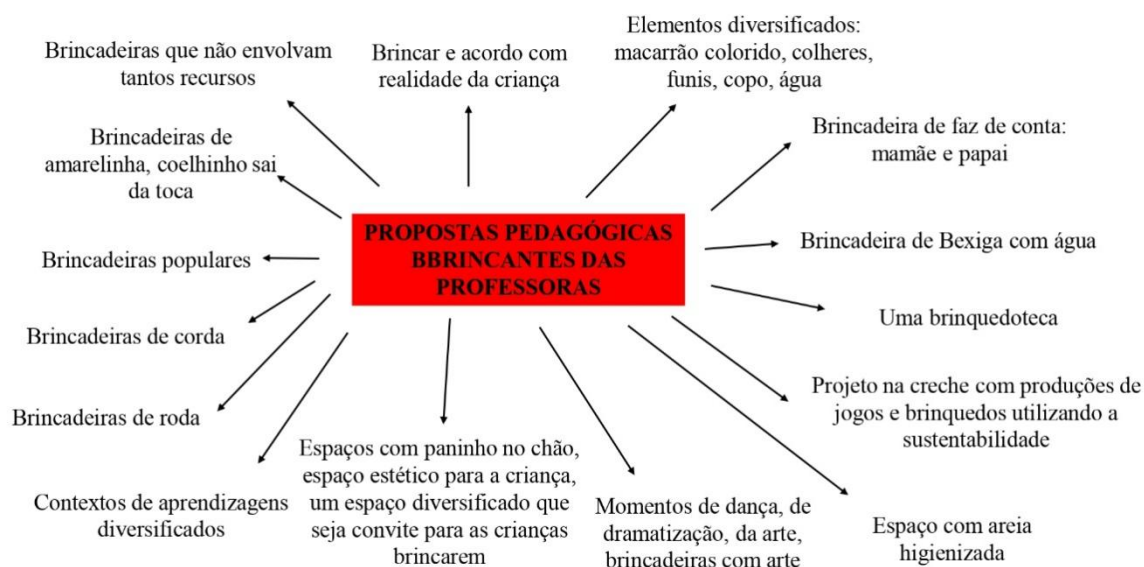 Brincadeiras que não envolvam
tantos recursos
Brincar e acordo com
realidade da criança
Elementos diversificados:
macarrão colorido, colheres,
funis, copo, água
Brincadeiras de
amarelinha, coelhinho sai
da toca
Brincadeira de faz de conta:
mamãe e papai
PROPOSTAS PEDAGÓGICAS
BBRINCANTES DAS
PROFESSORAS
Brincadeiras populares
Brincadeira de Bexiga com água
Brincadeiras de corda
Uma brinquedoteca
Brincadeiras de roda
Projeto na creche com produções de
jogos e brinquedos utilizando a
sustentabilidade
Contextos de aprendizagens
diversificados
Espaços com paninho no chão,
espaço estético para a criança,
um espaço diversificado que
seja convite para as crianças
brincarem
Momentos de dança, de
dramatização, da arte,
brincadeiras com arte
Espaço com areia
higienizada